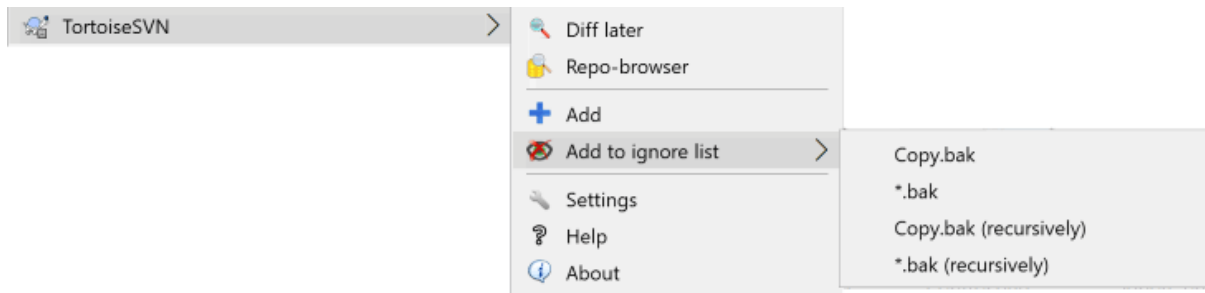 TortoiseSVN
Diff later
Repo-browser
Add
Add to ignore list
Settings
Help
About
Copy.bak
*.bak
Copy.bak (recursively)
*.bak (recursively)